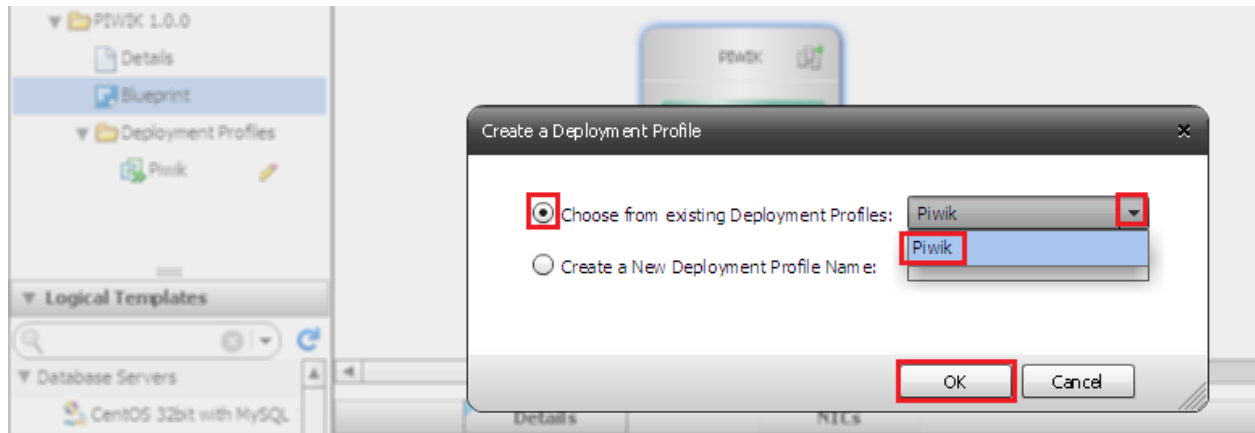 PIWIK 1.0.0
Details
Blueprint
Deployment Profiles
Piwik
Logical Templates
Database Servers
CentOS 32bit with MySQL
PIWIK
Create a Deployment Profile
x
Choose from existing Deployment Profiles: Piwik
Piwik
Create a New Deployment Profile Name:
OK Cancel
Details NICs